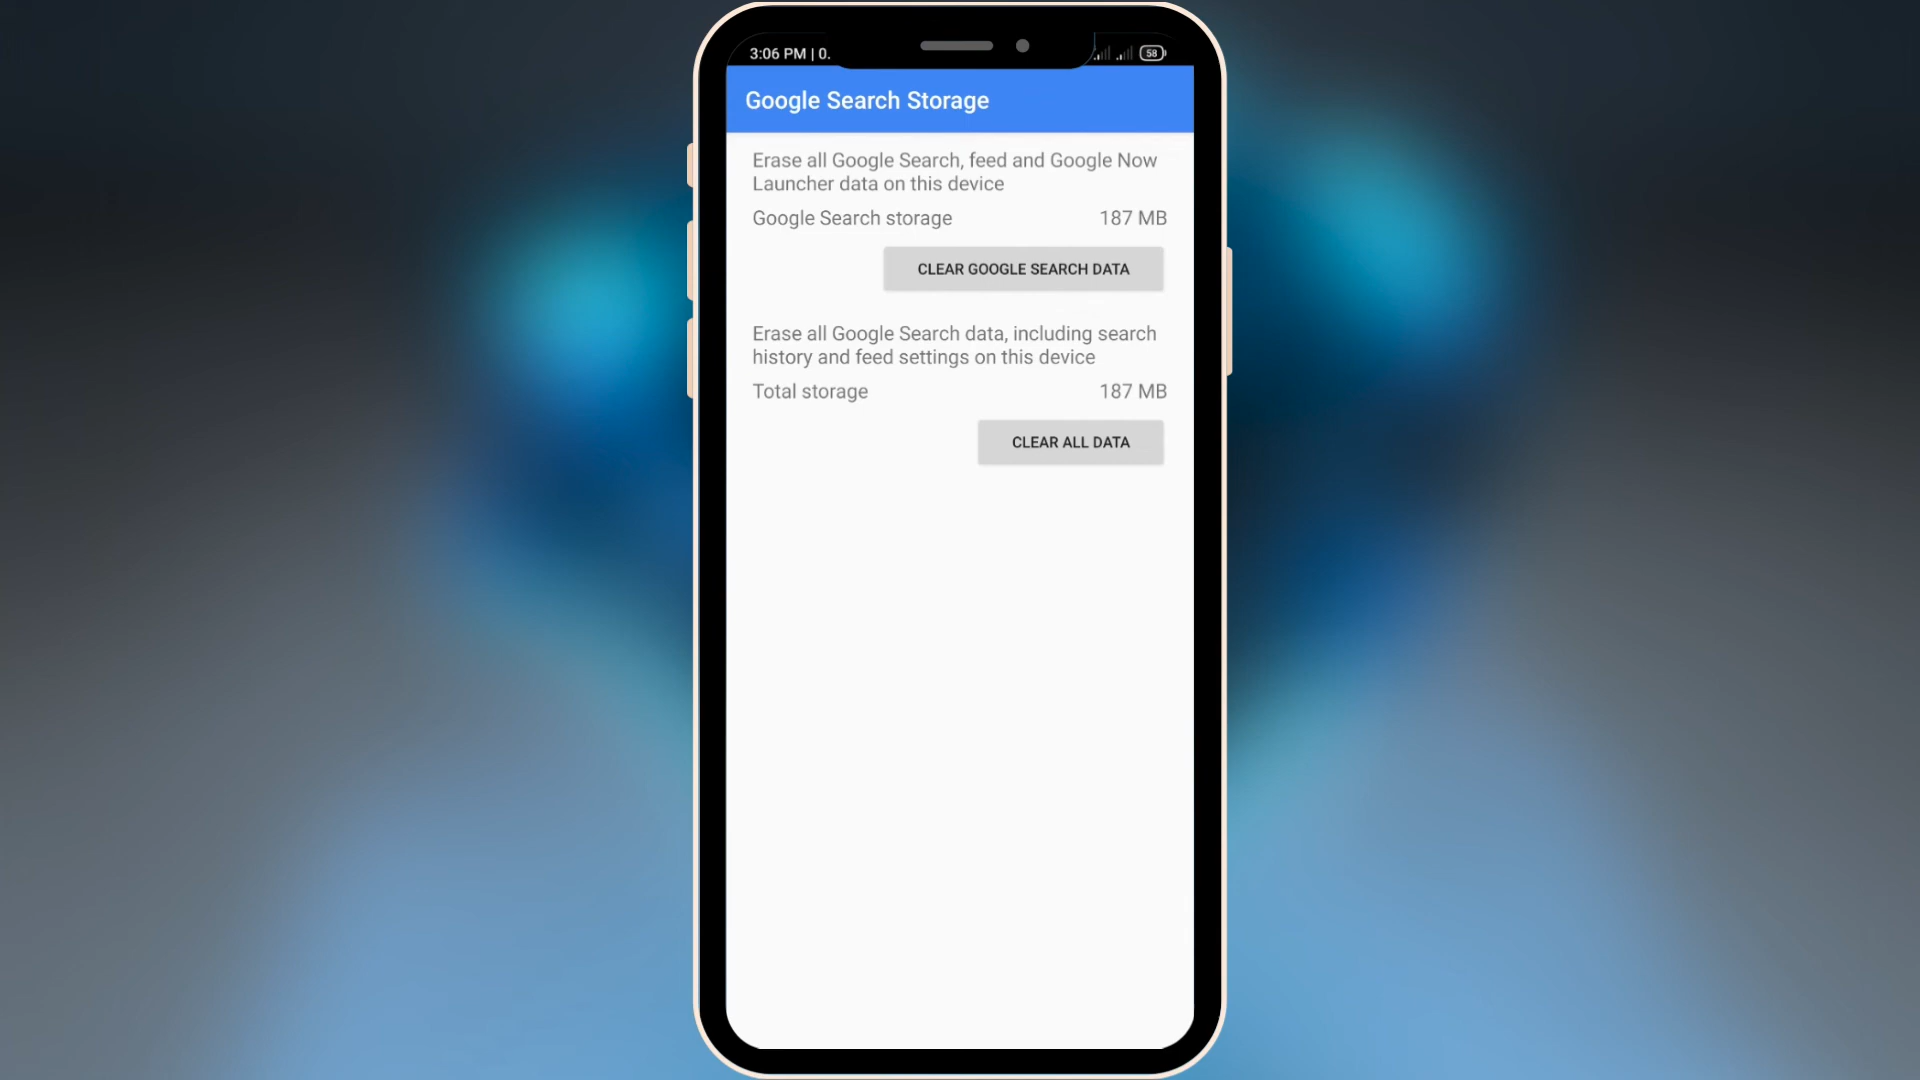 3:06 PM | 0.
58
Google Search Storage
Erase all Google Search, feed and Google Now
Launcher data on this device
Google Search storage 187 MB
CLEAR GOOGLE SEARCH DATA
Erase all Google Search data, including search
history and feed settings on this device
Total storage 187 MB
CLEAR ALL DATA